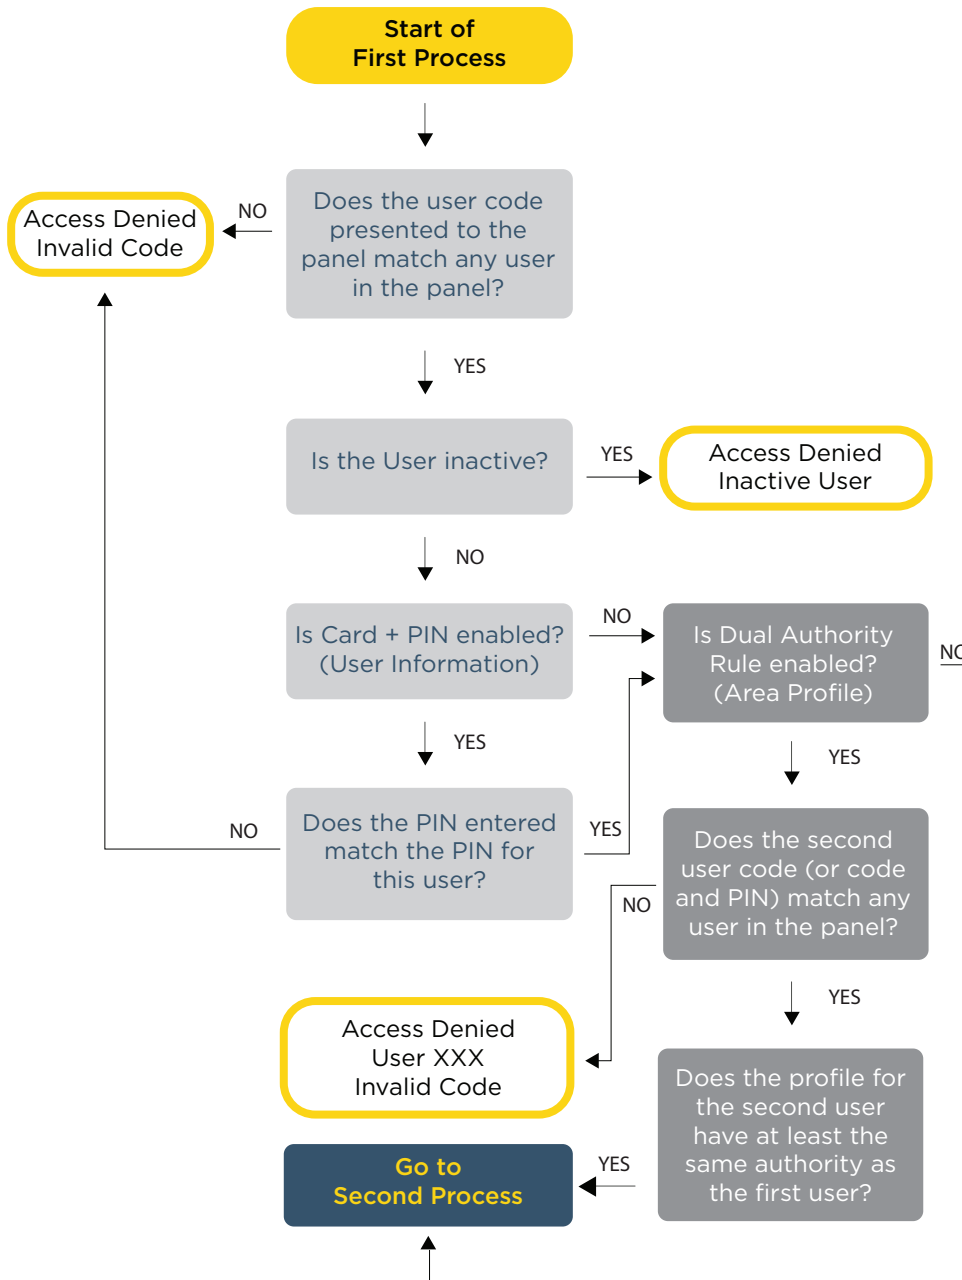 Start of
First Process
Does the user code
presented to the
panel match any user
in the panel?
NO
Access Denied
Invalid Code
YES
Is the User inactive?
YES
Access Denied
Inactive User
NO
Is Card + PIN enabled?
(User Information)
NO
Is Dual Authority
Rule enabled?
(Area Profile)
NO
YES
YES
Does the PIN entered
match the PIN for
this user?
NO
YES
Does the second
user code (or code
and PIN) match any
user in the panel?
NO
YES
Access Denied
User XXX
Invalid Code
Does the profile for
the second user
have at least the
same authority as
the first user?
YES
Go to
Second Process